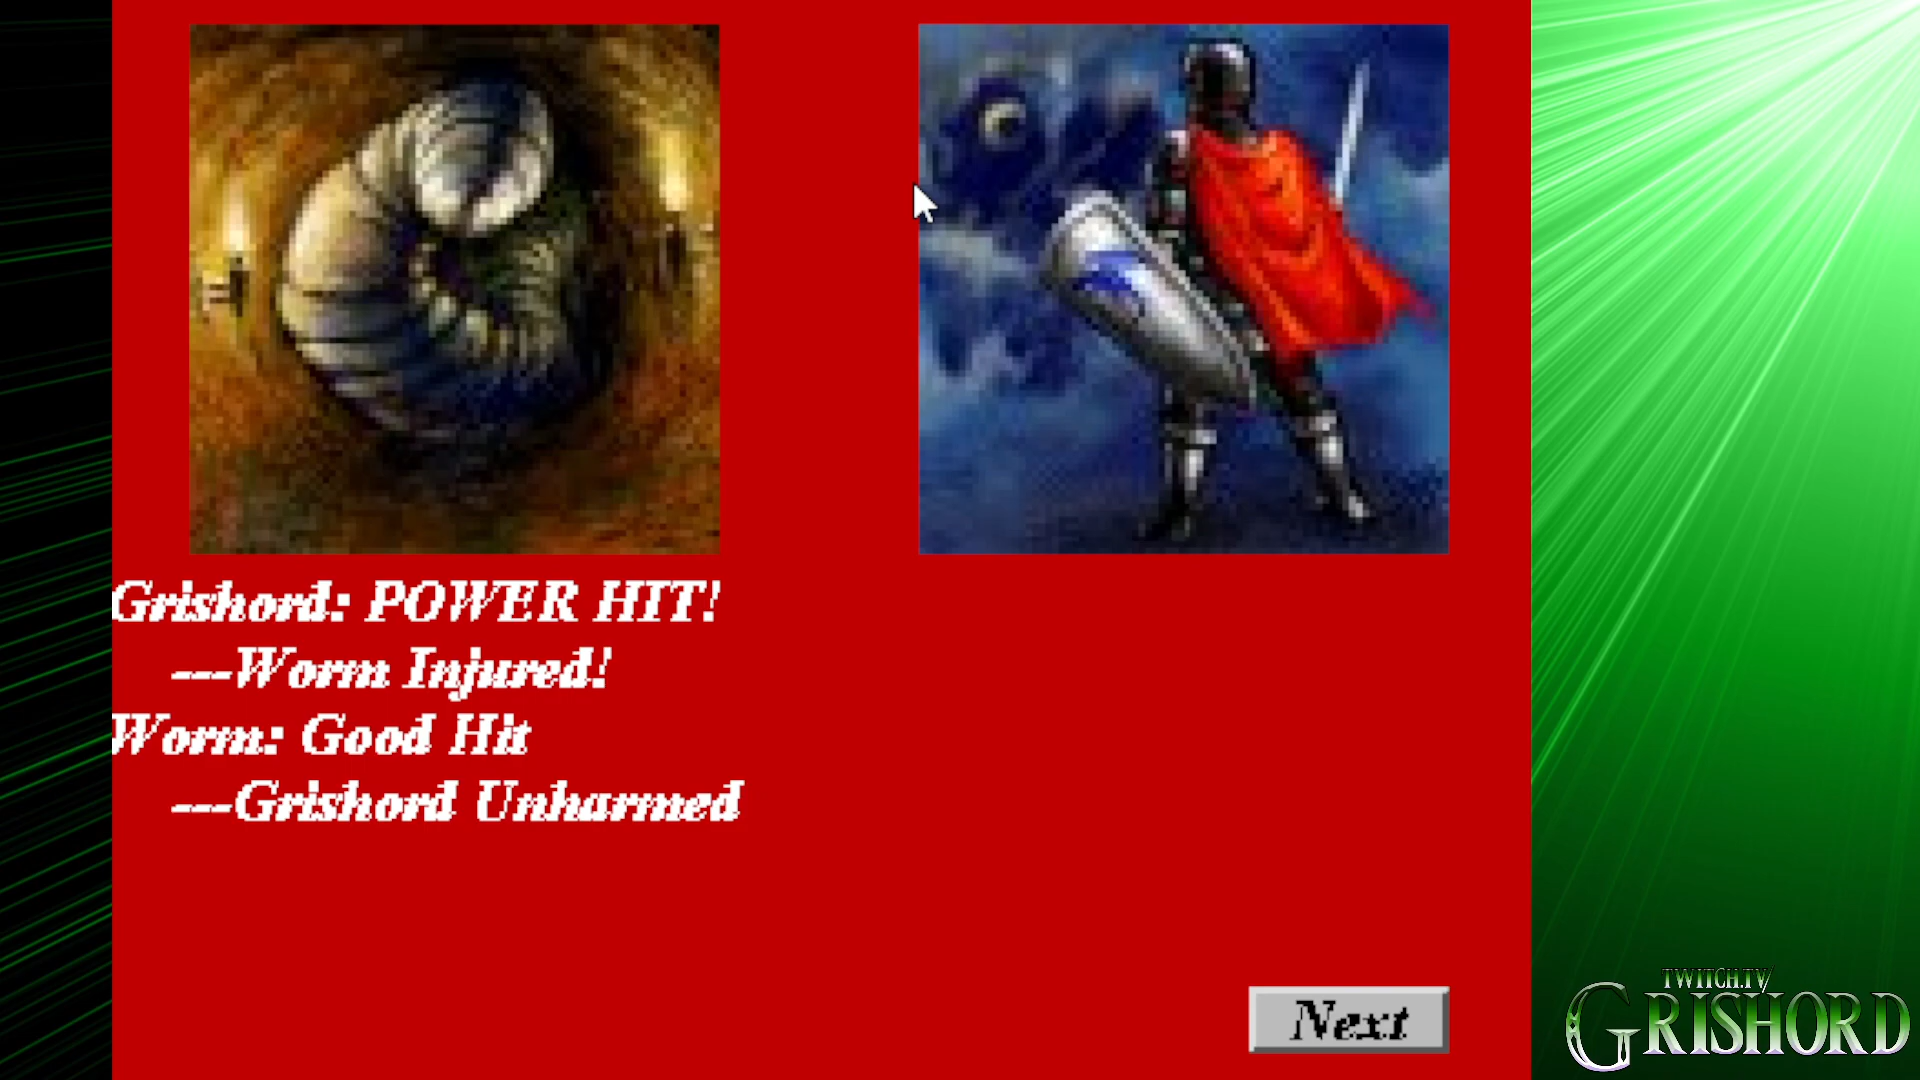 Grishord: POWER HIT!
---Worm Injured!
Worm: Good Hit
---Grishord Unharmed
Next
TWITCH.TV/
GRISHORD